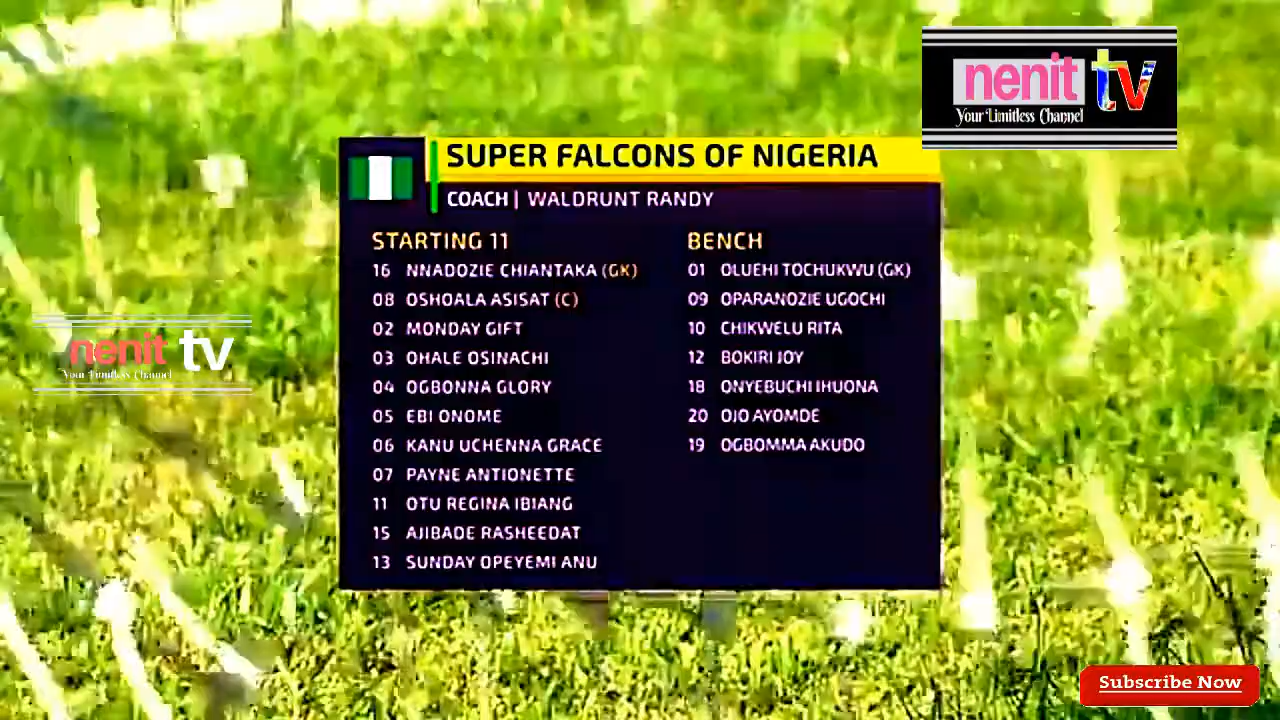 nenit tv
Your Limitless Channel
SUPER FALCONS OF NIGERIA
COACH | WALDRUNT RANDY
STARTING 11
16 NNADOZIE CHIANTAKA (GK)
08 OSHOALA ASISAT (C)
02 MONDAY GIFT
03 OHALE OSINACHI
04 OGBONNA GLORY
05 EBI ONOME
06 KANU UCHENNA GRACE
07 PAYNE ANTIONETTE
11 OTU REGINA IBIANG
15 AJIBADE RASHEEDAT
13 SUNDAY OPEYEMI ANU
BENCH
01 OLUEHI TOCHUKWU (GK)
09 OPARANOZIE UGOCHI
10 CHIKWELU RITA
12 BOKIRI JOY
18 ONYEBUCHI IHUONA
20 OJO AYOMDE
19 OGBOMMA AKUDO
nenit tv
Your Limitless Channel
Subscribe Now